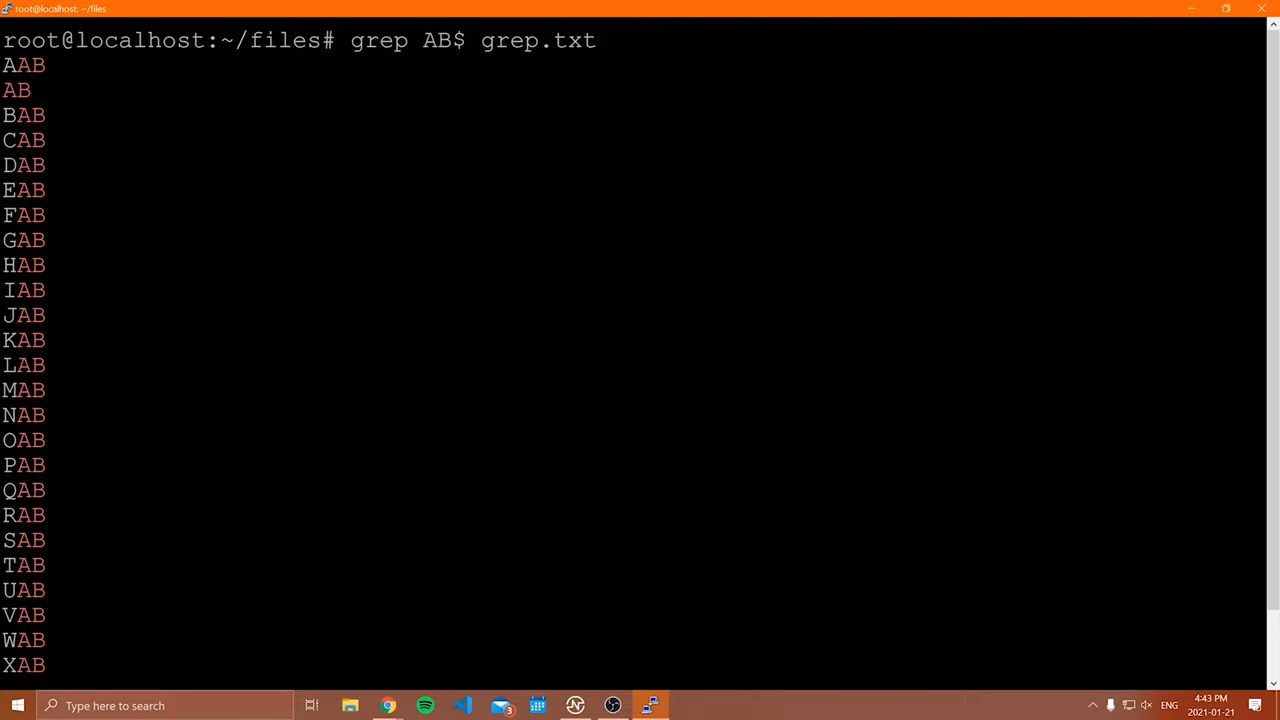 root@localhost: ~/files
root@localhost:~/files# grep AB$ grep.txt
AAB
AB
BAB
CAB
DAB
EAB
FAB
GAB
HAB
IAB
JAB
KAB
LAB
MAB
NAB
OAB
PAB
QAB
RAB
SAB
TAB
UAB
VAB
WAB
XAB
Type here to search
3
ENG
4:43 PM
2021-01-21